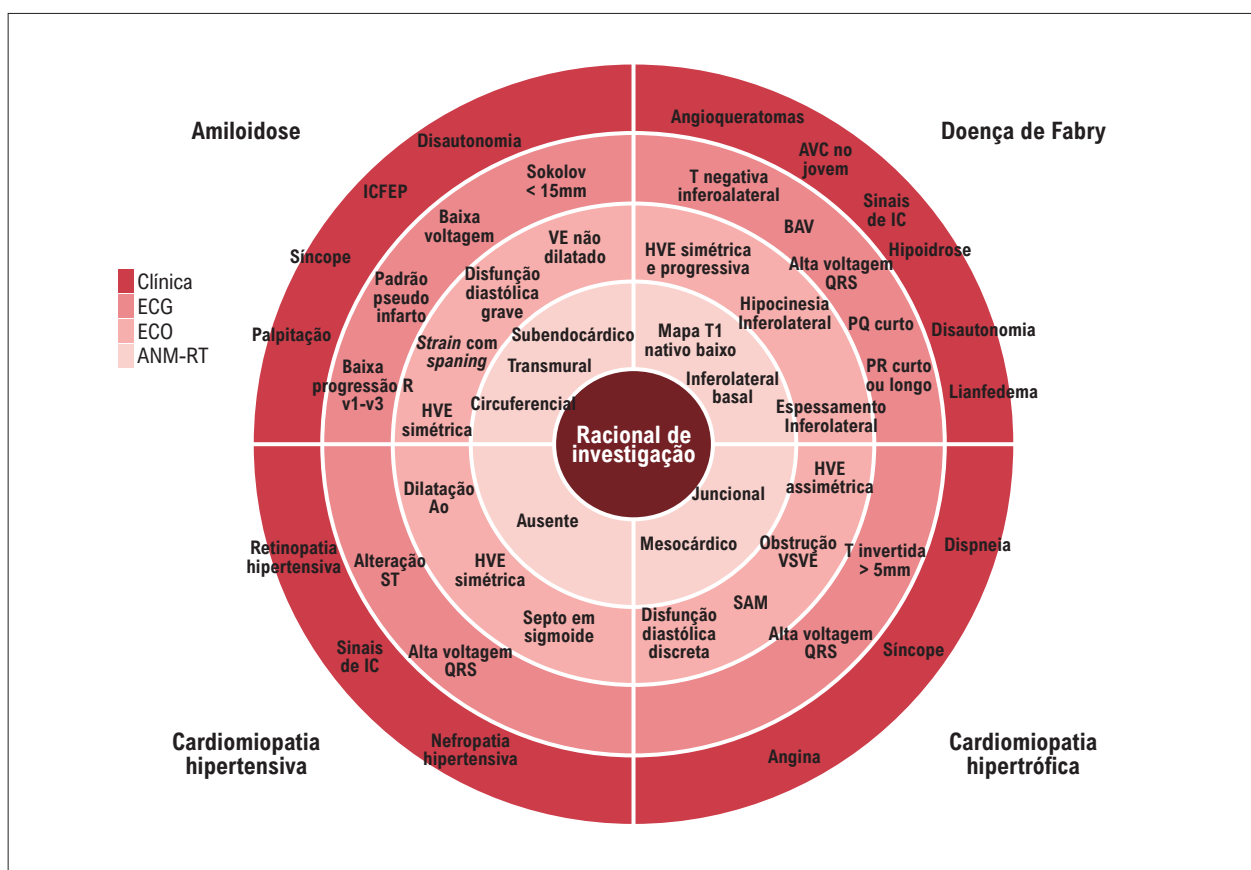 Amiloidose
Doença de Fabry
Clínica
ECG
ECO
ANM-RT
Disautonomia
ICFEP
Síncope
Palpitação
Sokolov
< 15mm
Baixa
voltagem
Padrão
pseudo
infarto
Baixa
progressão R
v1-v3
VE não
dilatado
Disfunção
diastólica
grave
Strain com
spaning
HVE
simétrica
Subendocárdico
Transmural
Circuferencial
Angioqueratomas
AVC no
jovem
Sinais
de IC
Hipoidrose
Disautonomia
Lianfedema
T negativa
inferoalateral
BAV
Alta voltagem
QRS
PQ curto
PR curto
ou longo
HVE simétrica
e progressiva
Hipocinesia
Inferolateral
Espessamento
Inferolateral
Mapa T1
nativo baixo
Inferolateral
basal
Racional de
investigação
Ausente
Dilatação
Ao
HVE
simétrica
Septo em
sigmoide
Alteração
ST
Alta voltagem
QRS
Retinopatia
hipertensiva
Sinais
de IC
Nefropatia
hipertensiva
Juncional
Mesocárdico
HVE
assimétrica
Obstrução
VSVE
SAM
Disfunção
diastólica
discreta
T invertida
> 5mm
Alta voltagem
QRS
Dispneia
Síncope
Angina
Cardiomiopatia
hipertensiva
Cardiomiopatia
hipertrófica